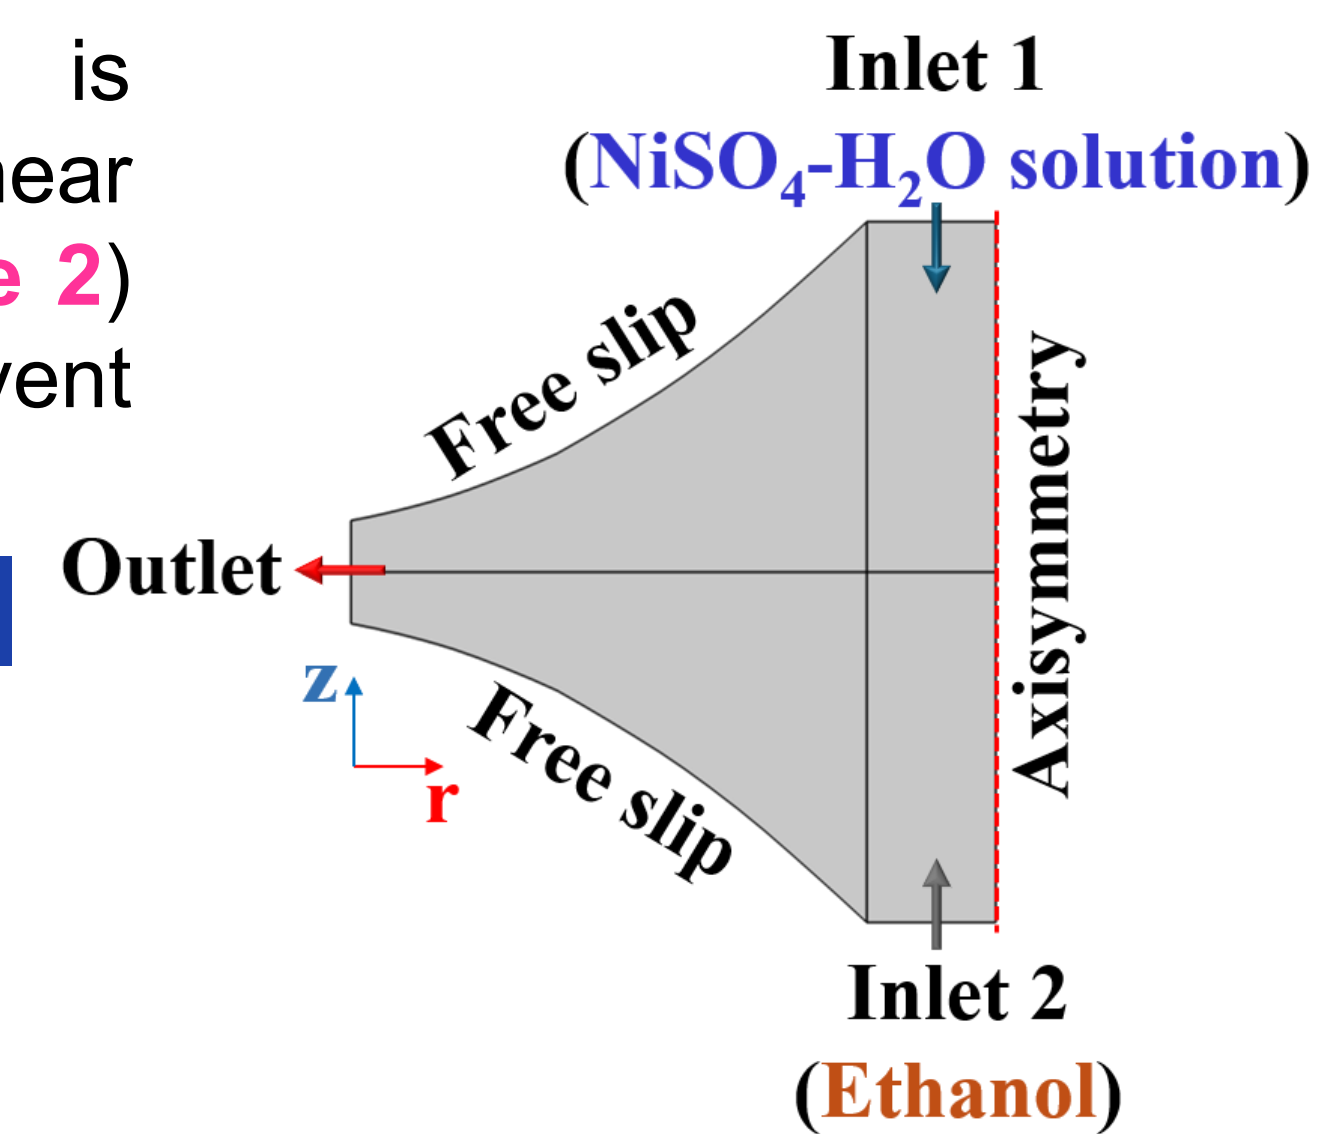 is
near
e 2)
vent
Inlet 1
(NiSO₄-H₂O solution)
Free slip
Axisymmetry
Outlet
z
r
Free slip
Inlet 2
(Ethanol)